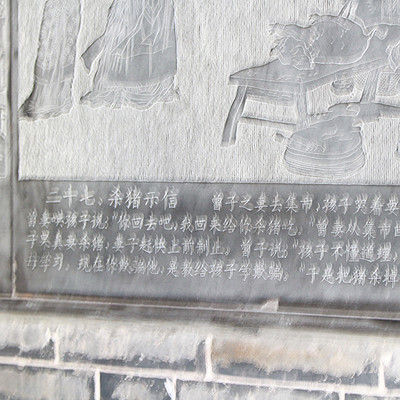 二十七、杀猪示信 曾子之妻去集市，孩子哭着要
曾妻哄孩子说：“你回去吧，我回来给你杀猪吃。”曾妻从集市回
子果真要杀猪，妻子赶快上前制止。曾子说：“孩子不懂道理，
学习。现在你欺骗他，是教给孩子学欺骗。”于是把猪杀掉